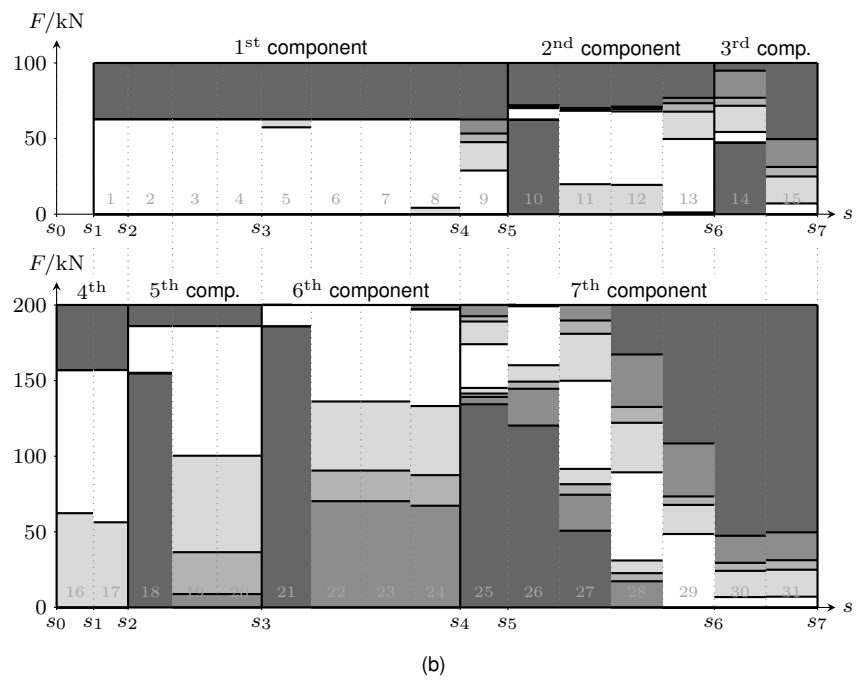 F/kN
1st component 2nd component 3rd comp.
100
50
0
1 2 3 4 5 6 7 8 9 10 11 12 13 14 15
s
s0 s1 s2 s3 s4 s5 s6 s7
F/kN
4th 5th comp. 6th component 7th component
200
150
100
50
0
16 17 18 19 20 21 22 23 24 25 26 27 28 29 30 31
s
s0 s1 s2 s3 s4 s5 s6 s7
(b)